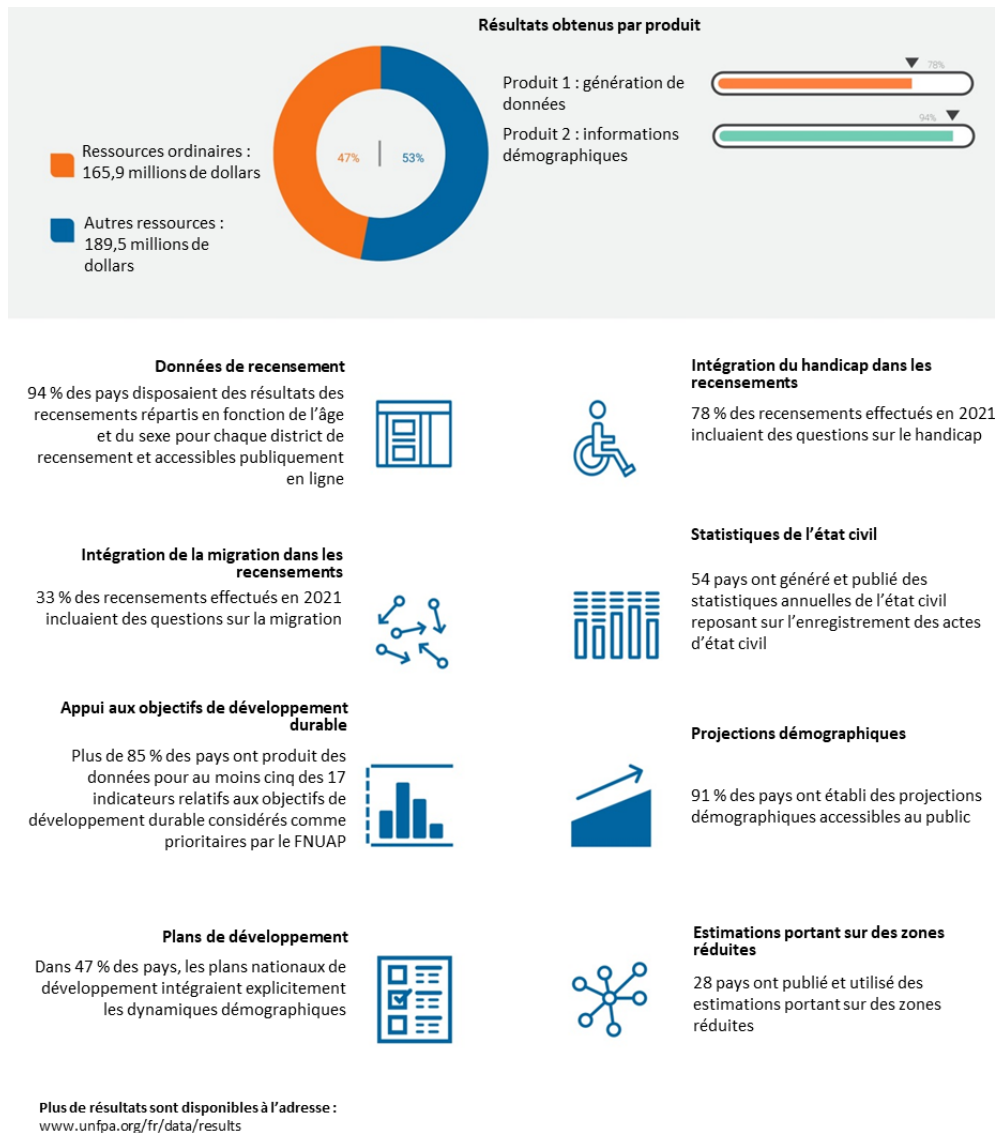 Résultats obtenus par produit
Ressources ordinaires :
165,9 millions de dollars
Autres ressources :
189,5 millions de
dollars
47%
53%
Produit 1 : génération de
données
78%
Produit 2 : informations
démographiques
94%
Données de recensement
94 % des pays disposaient des résultats des
recensements répartis en fonction de l’âge
et du sexe pour chaque district de
recensement et accessibles publiquement
en ligne
Intégration du handicap dans les
recensements
78 % des recensements effectués en 2021
incluaient des questions sur le handicap
Intégration de la migration dans les
recensements
33 % des recensements effectués en 2021
incluaient des questions sur la migration
Statistiques de l’état civil
54 pays ont généré et publié des
statistiques annuelles de l’état civil
reposant sur l’enregistrement des actes
d’état civil
Appui aux objectifs de développement
durable
Plus de 85 % des pays ont produit des
données pour au moins cinq des 17
indicateurs relatifs aux objectifs de
développement durable considérés comme
prioritaires par le FNUAP
Projections démographiques
91 % des pays ont établi des projections
démographiques accessibles au public
Plans de développement
Dans 47 % des pays, les plans nationaux de
développement intégraient explicitement
les dynamiques démographiques
Estimations portant sur des zones
réduites
28 pays ont publié et utilisé des
estimations portant sur des zones
réduites
Plus de résultats sont disponibles à l’adresse :
www.unfpa.org/fr/data/results